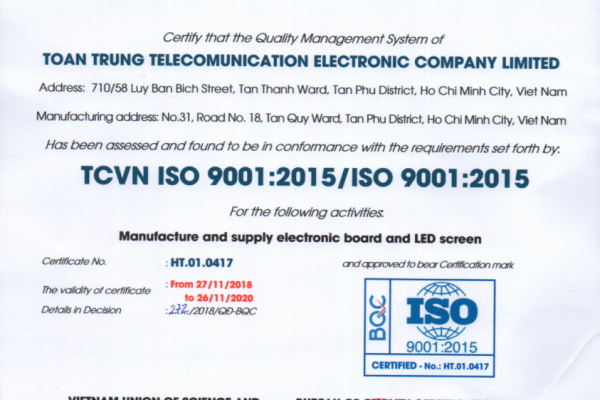 Certify that the Quality Management System of
TOAN TRUNG TELECOMUNICATION ELECTRONIC COMPANY LIMITED
Address: 710/58 Luy Ban Bich Street, Tan Thanh Ward, Tan Phu District, Ho Chi Minh City, Viet Nam
Manufacturing address: No.31, Road No. 18, Tan Quy Ward, Tan Phu District, Ho Chi Minh City, Viet Nam
Has been assessed and found to be in conformance with the requirements set forth by:
TCVN ISO 9001:2015/ISO 9001:2015
For the following activities:
Manufacture and supply electronic board and LED screen
Certificate No. : HT.01.0417
The validity of certificate : From 27/11/2018
to 26/11/2020
Details in Decision : 272/2018/QĐ-BQC
and approved to bear Certification mark
BQC
ISO
9001:2015
CERTIFIED - No.: HT.01.0417
VIETNAM UNION OF SCIENCE AND
BUREAU OF